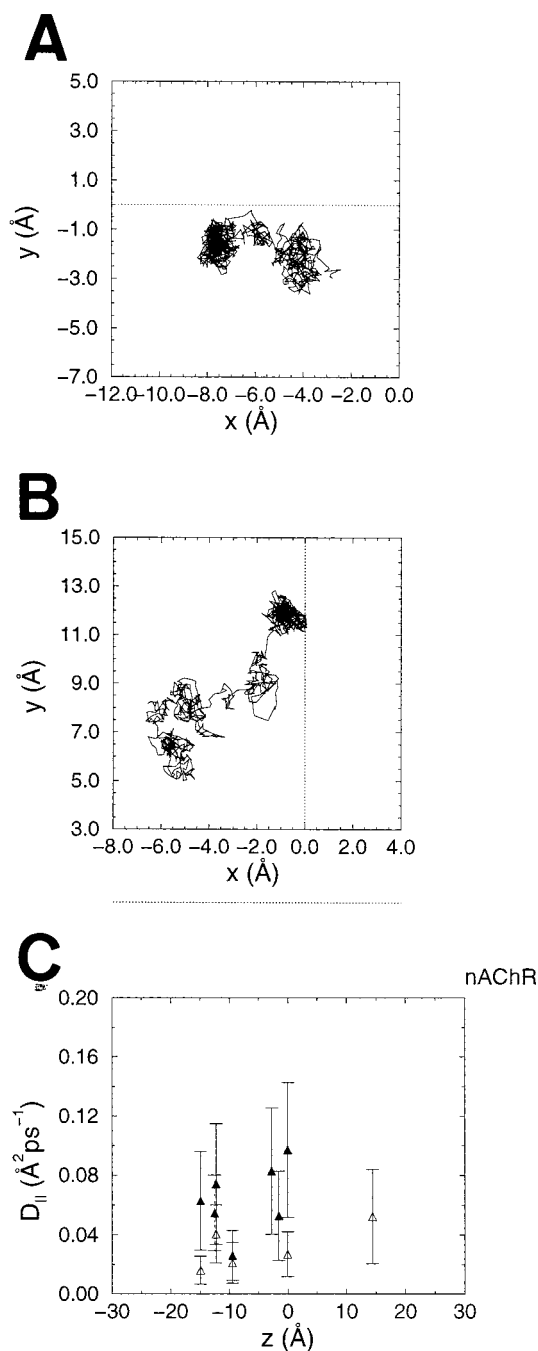 A
5.0
3.0
1.0
−1.0
−3.0
−5.0
−7.0
y (Å)
−12.0 −10.0 −8.0 −6.0 −4.0 −2.0 0.0
x (Å)
B
15.0
13.0
11.0
9.0
7.0
5.0
3.0
y (Å)
−8.0 −6.0 −4.0 −2.0 0.0 2.0 4.0
x (Å)
C
nAChR
0.20
0.16
0.12
0.08
0.04
0.00
D|| (Å²ps⁻¹)
−30 −20 −10 0 10 20 30
z (Å)